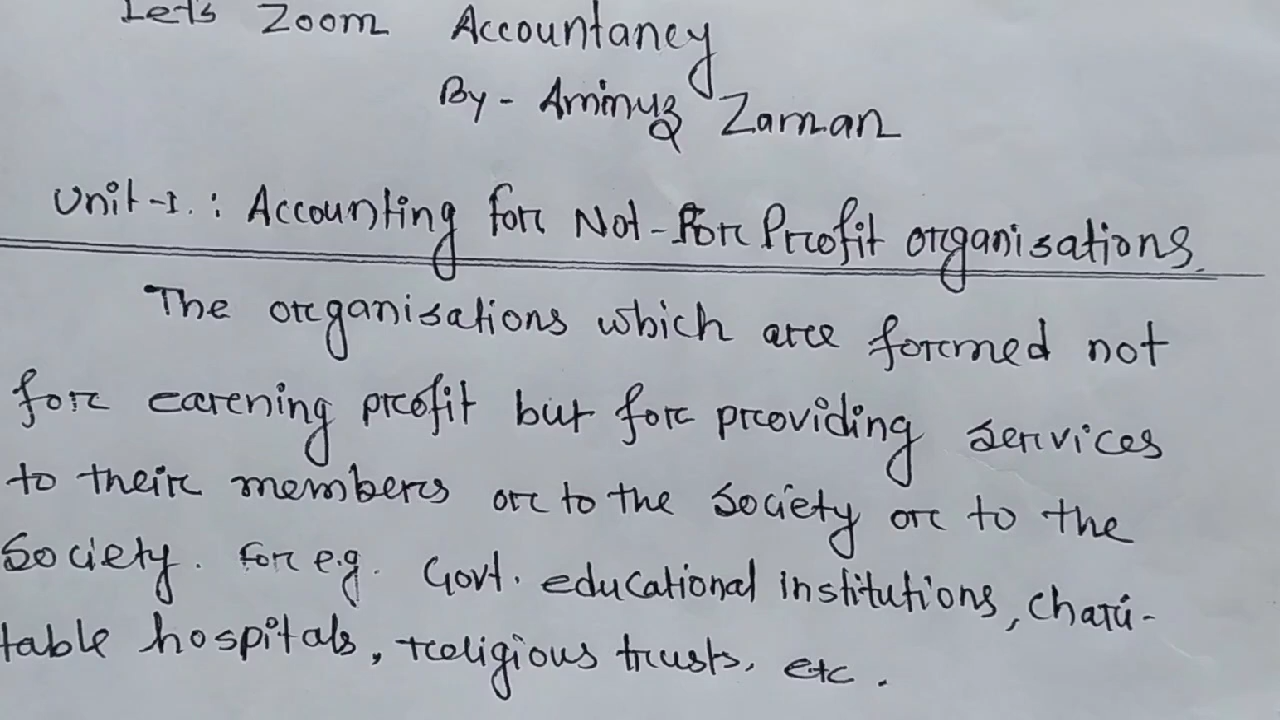 Lets Zoom Accountancy
By - Aminuz Zaman
Unit-I. : Accounting for Not-For Profit organisations.
The organisations which are formed not
for earening profit but for providing services
to their members or to the society or to the
society. For e.g. Govt. educational institutions, chari-
table hospitals, religious trusts, etc.